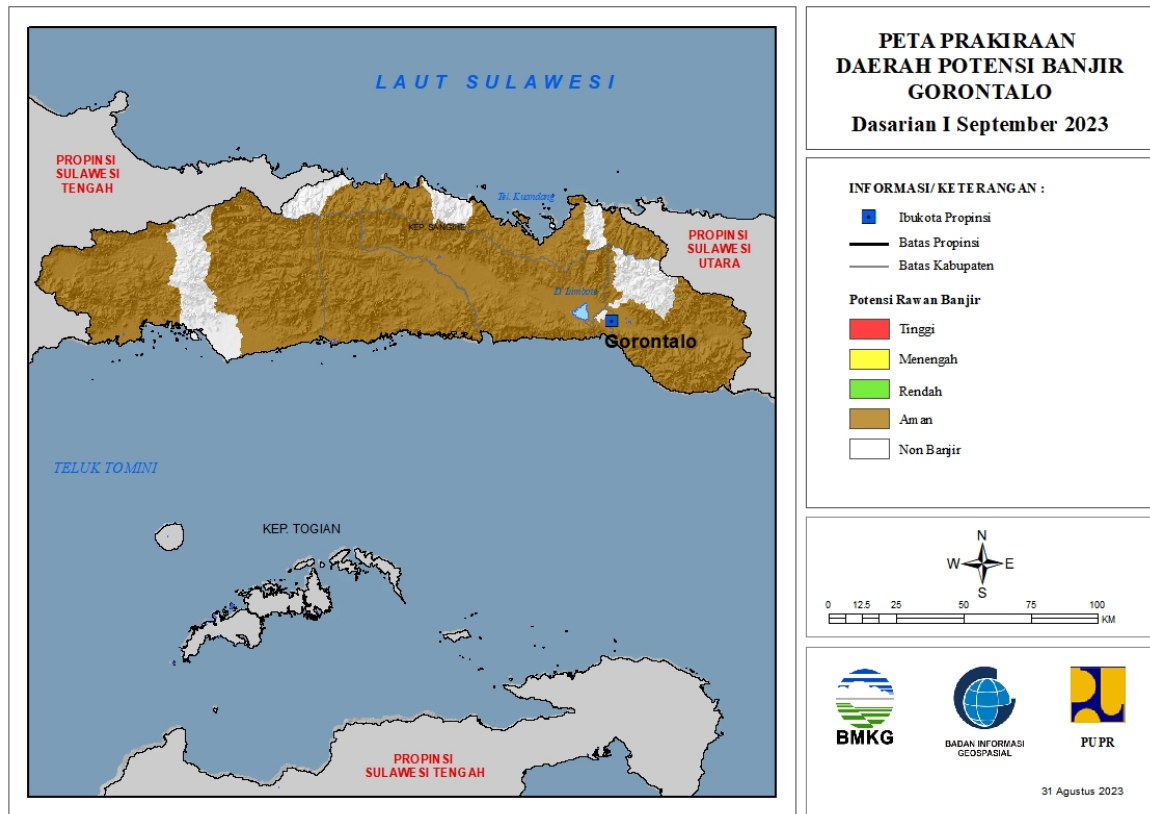 LAUT SULAWESI
PROPINSI
SULAWESI
TENGAH
Tel. Kuandang
KEP. SANGIHE
PROPINSI
SULAWESI
UTARA
D. Limboto
Gorontalo
TELUK TOMINI
KEP. TOGIAN
PROPINSI
SULAWESI TENGAH
PETA PRAKIRAAN
DAERAH POTENSI BANJIR
GORONTALO
Dasarian I September 2023
INFORMASI/ KETERANGAN :
Ibukota Propinsi
Batas Propinsi
Batas Kabupaten
Potensi Rawan Banjir
Tinggi
Menengah
Rendah
Aman
Non Banjir
N
W E
S
0 12.5 25 50 75 100
KM
BMKG
BADAN INFORMASI
GEOSPASIAL
PUPR
31 Agustus 2023